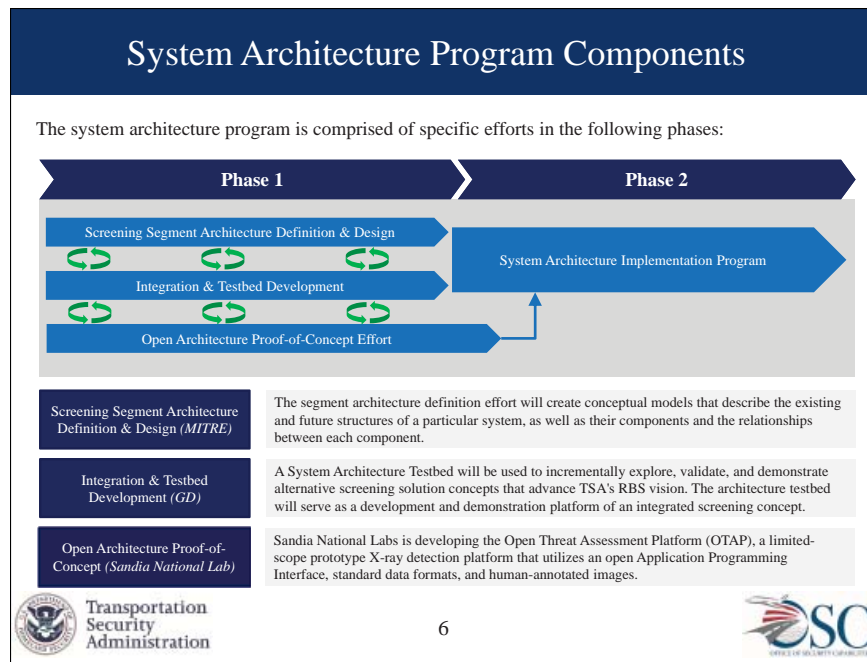 System Architecture Program Components
The system architecture program is comprised of specific efforts in the following phases:
Phase 1
Phase 2
Screening Segment Architecture Definition & Design
Integration & Testbed Development
Open Architecture Proof-of-Concept Effort
System Architecture Implementation Program
Screening Segment Architecture
Definition & Design (MITRE)
The segment architecture definition effort will create conceptual models that describe the existing
and future structures of a particular system, as well as their components and the relationships
between each component.
Integration & Testbed
Development (GD)
A System Architecture Testbed will be used to incrementally explore, validate, and demonstrate
alternative screening solution concepts that advance TSA's RBS vision. The architecture testbed
will serve as a development and demonstration platform of an integrated screening concept.
Open Architecture Proof-of-
Concept (Sandia National Lab)
Sandia National Labs is developing the Open Threat Assessment Platform (OTAP), a limited-
scope prototype X-ray detection platform that utilizes an open Application Programming
Interface, standard data formats, and human-annotated images.
Transportation
Security
Administration
6
OSC
OFFICE OF SECURITY